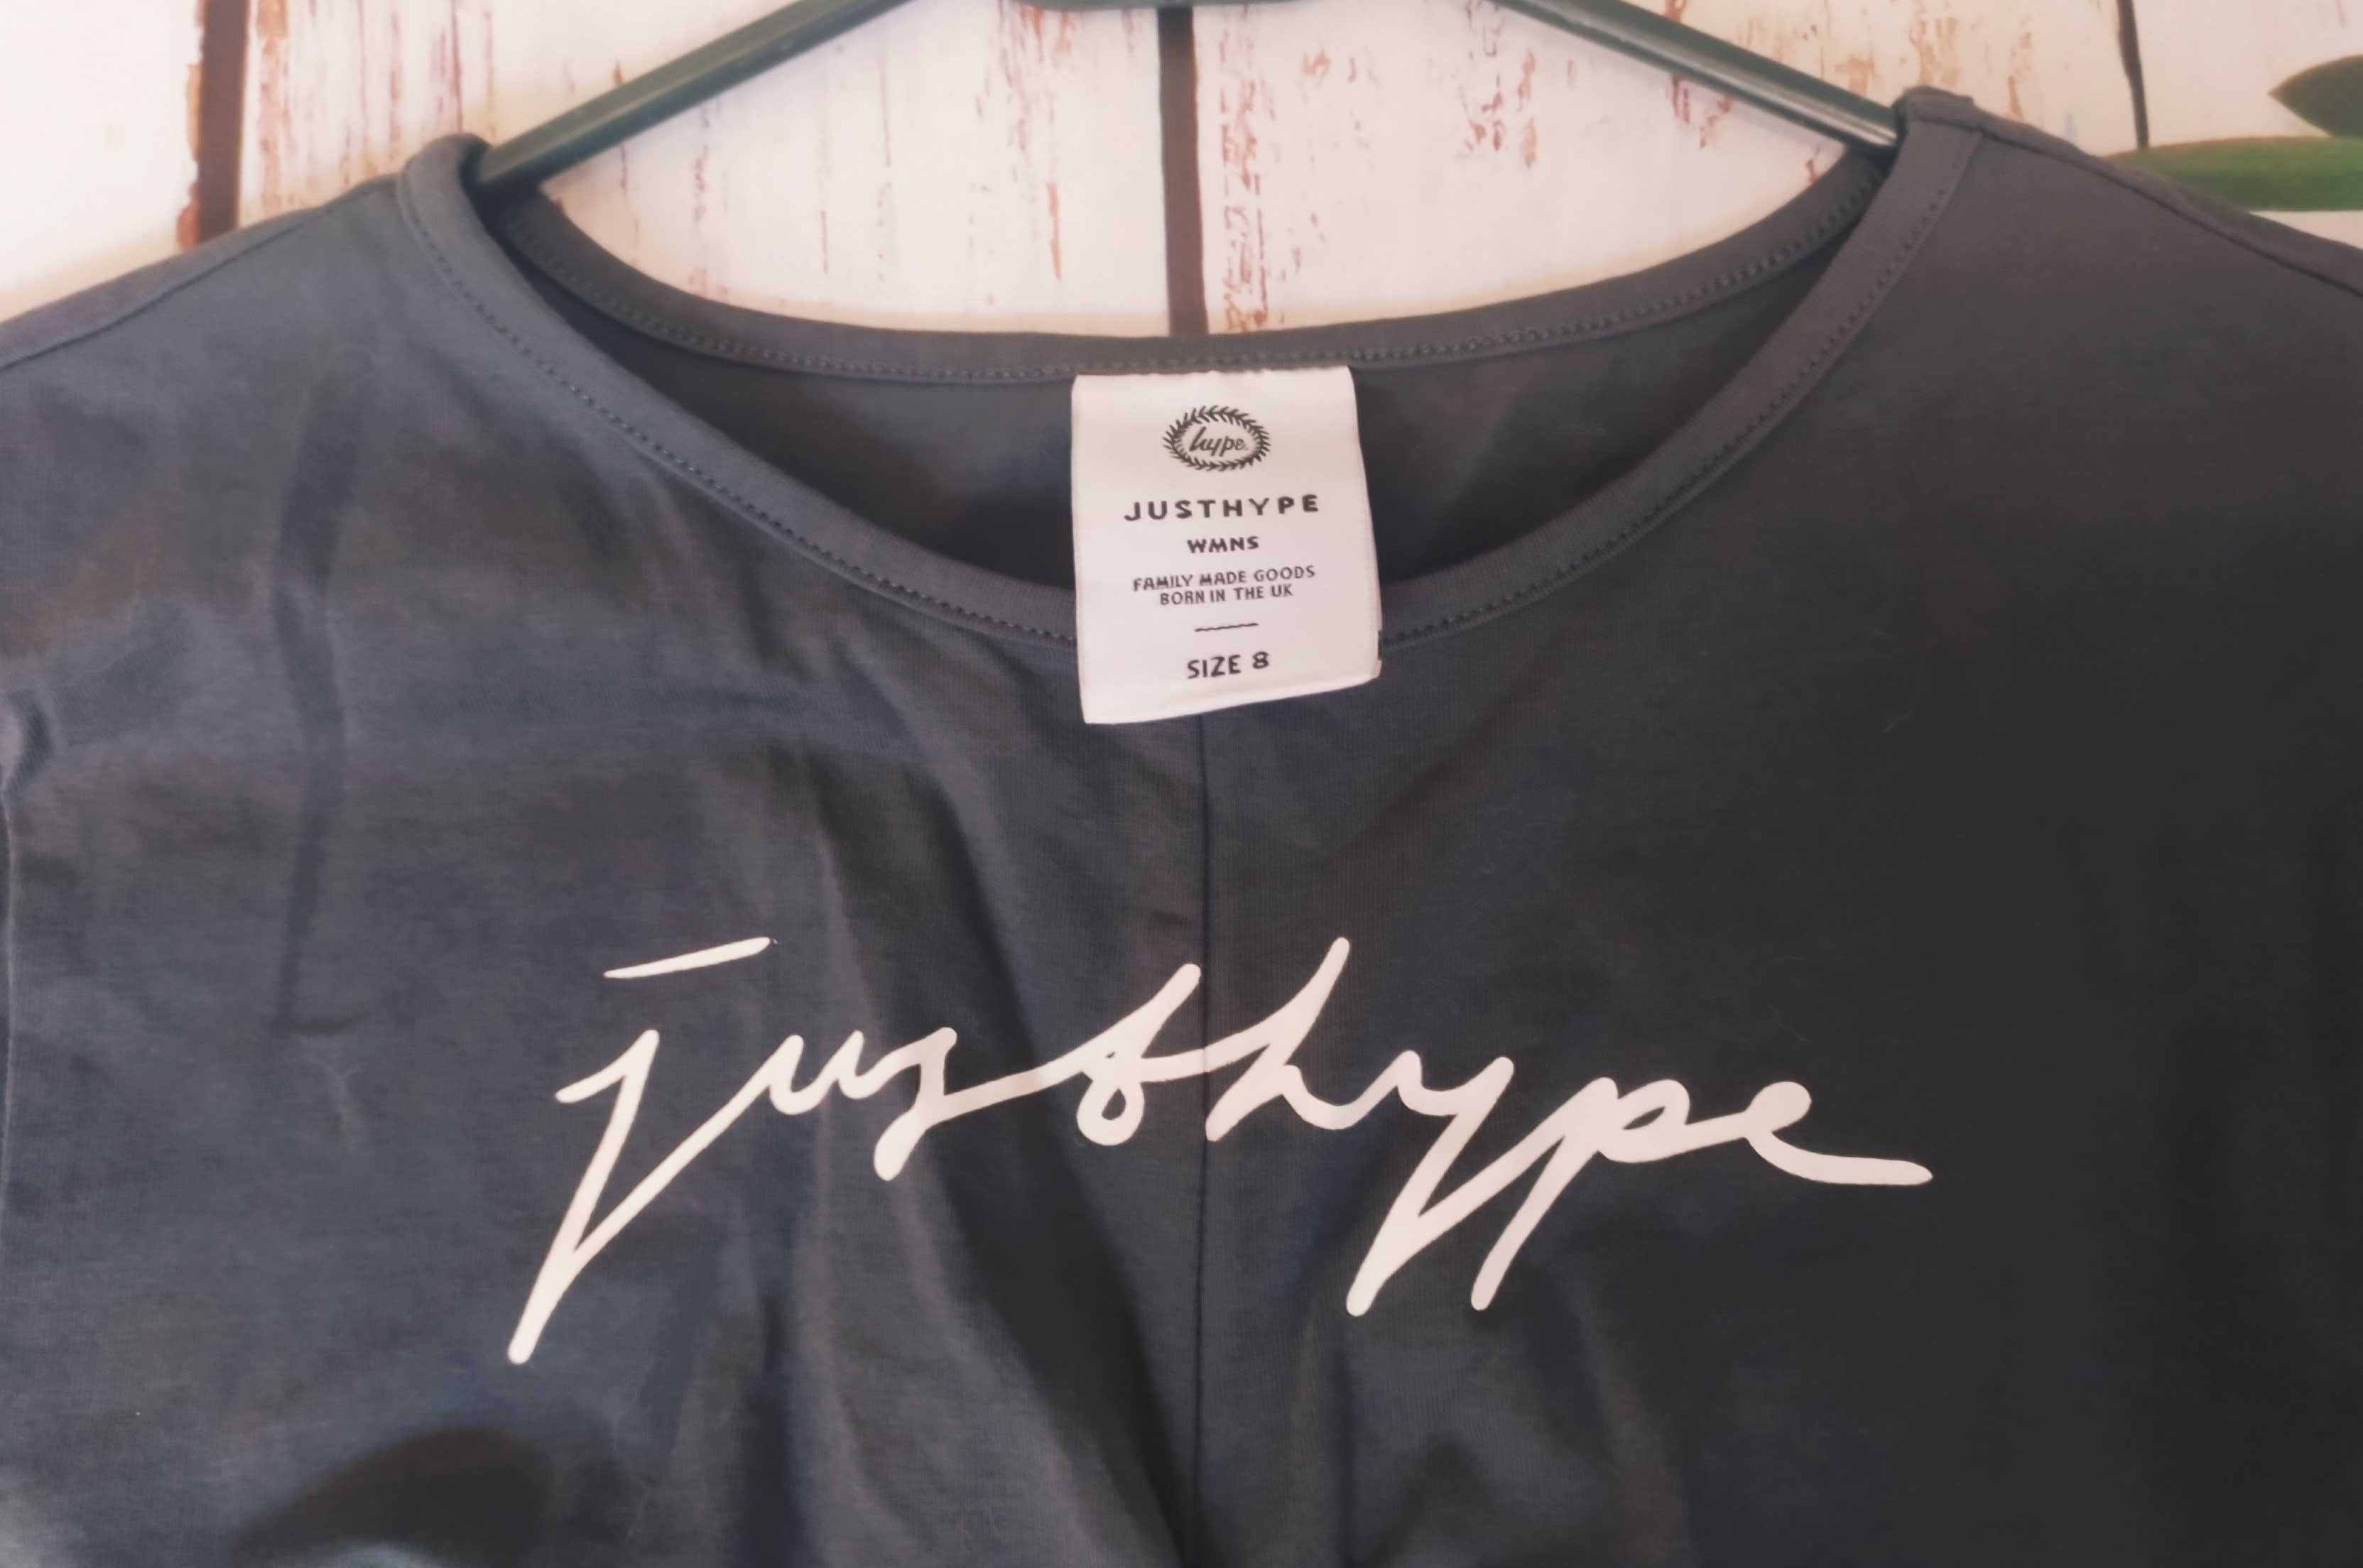 hype.
JUSTHYPE
WMNS
FAMILY MADE GOODS
BORN IN THE UK
SIZE 8
justhype